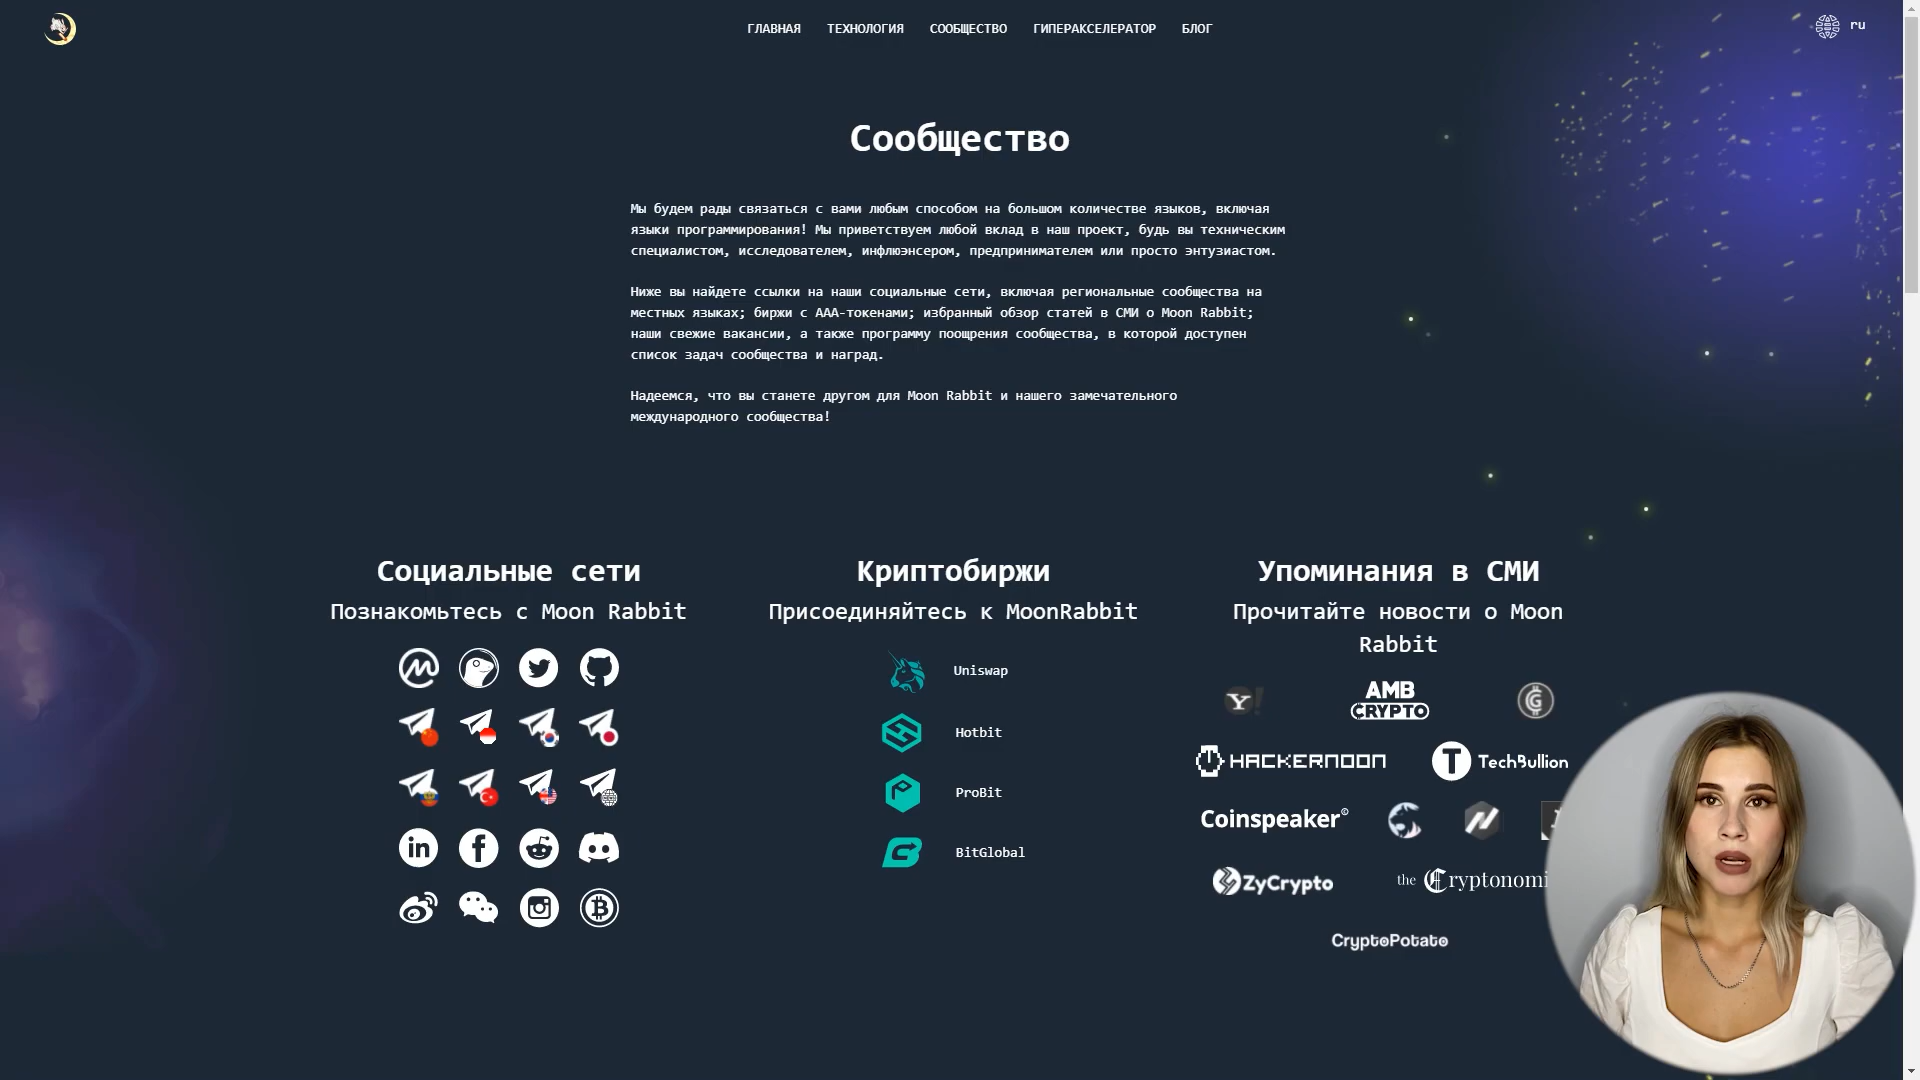 ГЛАВНАЯ ТЕХНОЛОГИЯ СООБЩЕСТВО ГИПЕРАКСЕЛЕРАТОР БЛОГ
ru
Сообщество
Мы будем рады связаться с вами любым способом на большом количестве языков, включая
языки программирования! Мы приветствуем любой вклад в наш проект, будь вы техническим
специалистом, исследователем, инфлюэнсером, предпринимателем или просто энтузиастом.
Ниже вы найдете ссылки на наши социальные сети, включая региональные сообщества на
местных языках; биржи с ААА-токенами; избранный обзор статей в СМИ о Moon Rabbit;
наши свежие вакансии, а также программу поощрения сообщества, в которой доступен
список задач сообщества и наград.
Надеемся, что вы станете другом для Moon Rabbit и нашего замечательного
международного сообщества!
Социальные сети
Познакомьтесь с Moon Rabbit
Криптобиржи
Присоединяйтесь к MoonRabbit
Uniswap
Hotbit
ProBit
BitGlobal
Упоминания в СМИ
Прочитайте новости о Moon
Rabbit
Y!
AMB
CRYPTO
HACKERNOON
TechBullion
Coinspeaker
ZyCrypto
the Cryptonomi
CryptoPotato